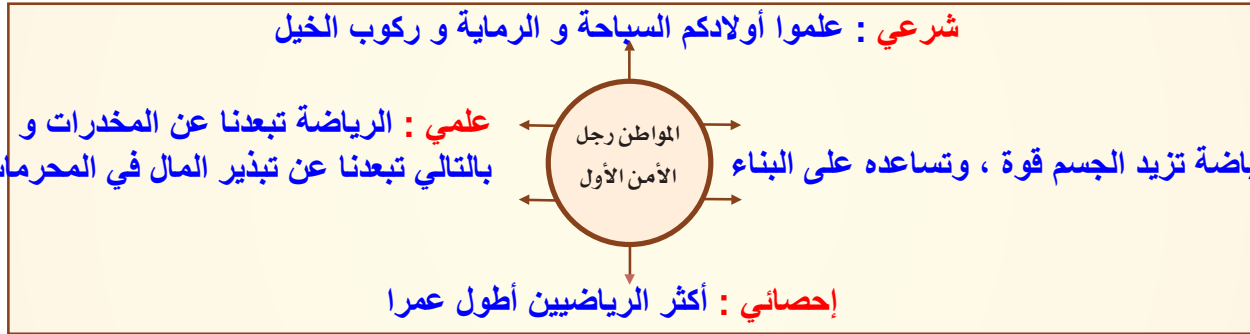 شرعي : علموا أولادكم السباحة و الرماية و ركوب الخيل
تزيد الجسم قوة ، وتساعده على البناء
المواطن رجل
الأمن الأول
علمي : الرياضة تبعدنا عن المخدرات و
بالتالي تبعدنا عن تبذير المال في
إحصائي : أكثر الرياضيين أطول عمرا